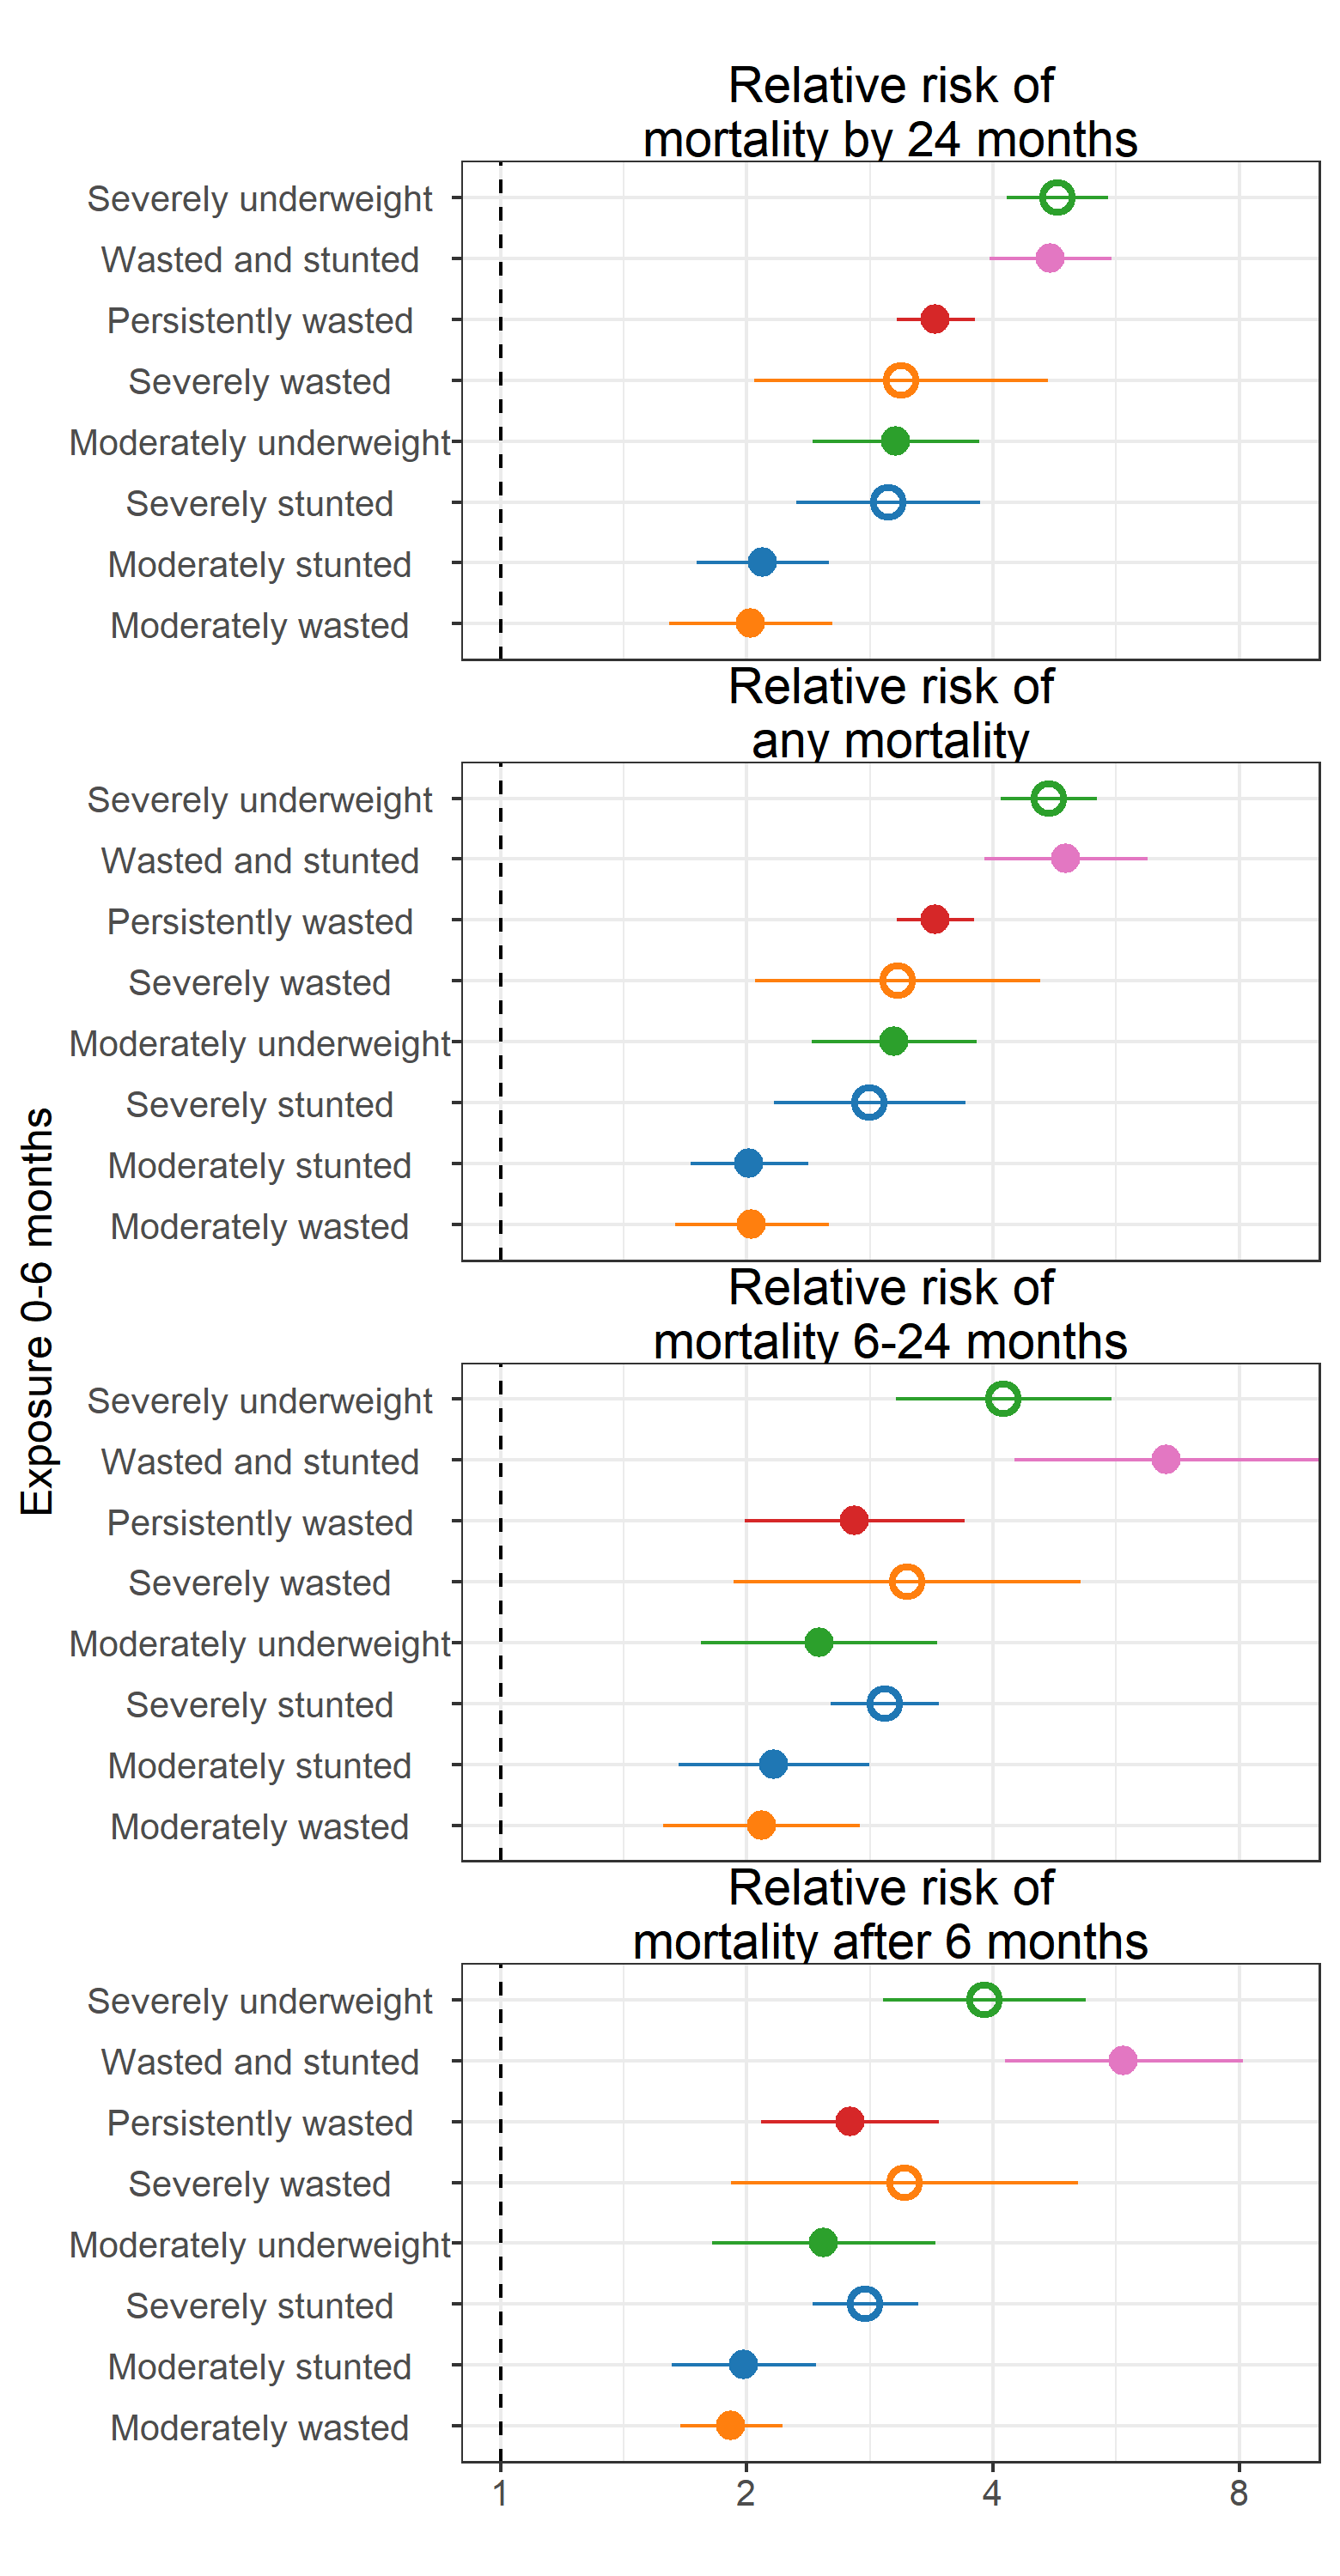 Relative risk of
mortality by 24 months
Severely underweight
Wasted and stunted
Persistently wasted
Severely wasted
Moderately underweight
Severely stunted
Moderately stunted
Moderately wasted
Relative risk of
any mortality
Severely underweight
Wasted and stunted
Persistently wasted
Severely wasted
Moderately underweight
Severely stunted
Moderately stunted
Moderately wasted
Exposure 0-6 months
Relative risk of
mortality 6-24 months
Severely underweight
Wasted and stunted
Persistently wasted
Severely wasted
Moderately underweight
Severely stunted
Moderately stunted
Moderately wasted
Relative risk of
mortality after 6 months
Severely underweight
Wasted and stunted
Persistently wasted
Severely wasted
Moderately underweight
Severely stunted
Moderately stunted
Moderately wasted
1 2 4 8